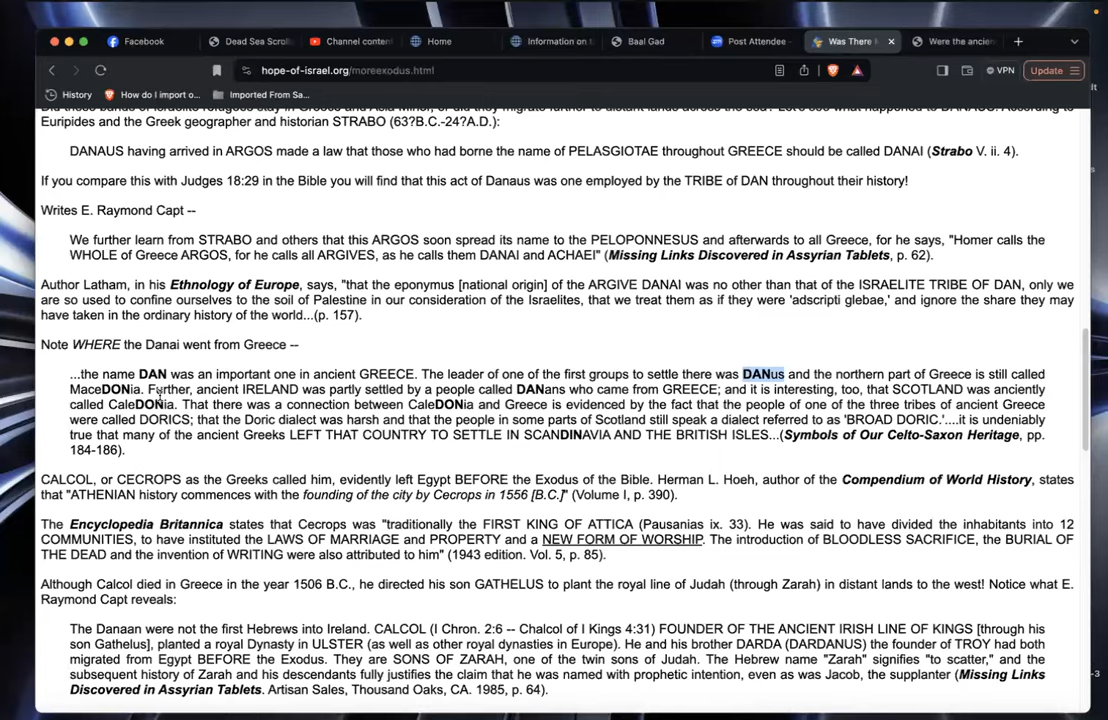 Facebook
Dead Sea Scroll
Channel content
Home
Information on t
Baal Gad
Post Attendee -
Was There
Were the ancien
hope-of-israel.org/moreexodus.html
VPN
Update
History
How do I import o...
Imported From Sa...
Euripides and the Greek geographer and historian STRABO (63?B.C.-24?A.D.):
DANAUS having arrived in ARGOS made a law that those who had borne the name of PELASGIOTAE throughout GREECE should be called DANAI (Strabo V. ii. 4).
If you compare this with Judges 18:29 in the Bible you will find that this act of Danaus was one employed by the TRIBE of DAN throughout their history!
Writes E. Raymond Capt --
We further learn from STRABO and others that this ARGOS soon spread its name to the PELOPONNESUS and afterwards to all Greece, for he says, "Homer calls the
WHOLE of Greece ARGOS, for he calls all ARGIVES, as he calls them DANAI and ACHAEI" (Missing Links Discovered in Assyrian Tablets, p. 62).
Author Latham, in his Ethnology of Europe, says, "that the eponymus [national origin] of the ARGIVE DANAI was no other than that of the ISRAELITE TRIBE OF DAN, only we
are so used to confine ourselves to the soil of Palestine in our consideration of the Israelites, that we treat them as if they were 'adscripti glebae,' and ignore the share they may
have taken in the ordinary history of the world...(p. 157).
Note WHERE the Danai went from Greece --
...the name DAN was an important one in ancient GREECE. The leader of one of the first groups to settle there was DANus and the northern part of Greece is still called
MaceDONia. Further, ancient IRELAND was partly settled by a people called DANans who came from GREECE; and it is interesting, too, that SCOTLAND was anciently
called CaleDONia. That there was a connection between CaleDONia and Greece is evidenced by the fact that the people of one of the three tribes of ancient Greece
were called DORICS; that the Doric dialect was harsh and that the people in some parts of Scotland still speak a dialect referred to as 'BROAD DORIC.'....it is undeniably
true that many of the ancient Greeks LEFT THAT COUNTRY TO SETTLE IN SCANDINAVIA AND THE BRITISH ISLES...(Symbols of Our Celto-Saxon Heritage, pp.
184-186).
CALCOL, or CECROPS as the Greeks called him, evidently left Egypt BEFORE the Exodus of the Bible. Herman L. Hoeh, author of the Compendium of World History, states
that "ATHENIAN history commences with the founding of the city by Cecrops in 1556 [B.C.]" (Volume I, p. 390).
The Encyclopedia Britannica states that Cecrops was "traditionally the FIRST KING OF ATTICA (Pausanias ix. 33). He was said to have divided the inhabitants into 12
COMMUNITIES, to have instituted the LAWS OF MARRIAGE and PROPERTY and a NEW FORM OF WORSHIP. The introduction of BLOODLESS SACRIFICE, the BURIAL OF
THE DEAD and the invention of WRITING were also attributed to him" (1943 edition. Vol. 5, p. 85).
Although Calcol died in Greece in the year 1506 B.C., he directed his son GATHELUS to plant the royal line of Judah (through Zarah) in distant lands to the west! Notice what E.
Raymond Capt reveals:
The Danaan were not the first Hebrews into Ireland. CALCOL (I Chron. 2:6 -- Chalcol of I Kings 4:31) FOUNDER OF THE ANCIENT IRISH LINE OF KINGS [through his
son Gathelus], planted a royal Dynasty in ULSTER (as well as other royal dynasties in Europe). He and his brother DARDA (DARDANUS) the founder of TROY had both
migrated from Egypt BEFORE the Exodus. They are SONS OF ZARAH, one of the twin sons of Judah. The Hebrew name "Zarah" signifies "to scatter," and the
subsequent history of Zarah and his descendants fully justifies the claim that he was named with prophetic intention, even as was Jacob, the supplanter (Missing Links
Discovered in Assyrian Tablets. Artisan Sales, Thousand Oaks, CA. 1985, p. 64).